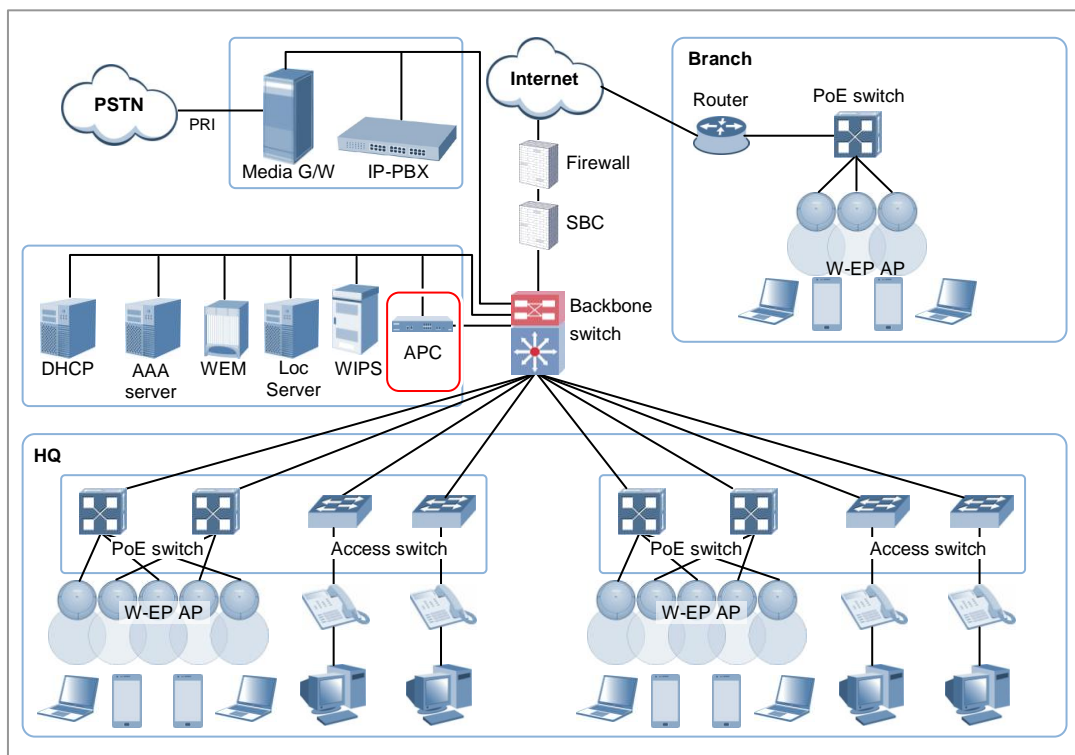 PSTN
PRI
Media G/W
IP-PBX
Internet
Firewall
SBC
Branch
Router
PoE switch
W-EP AP
Backbone
switch
DHCP
AAA
server
WEM
Loc
Server
WIPS
APC
HQ
PoE switch
Access switch
W-EP AP
PoE switch
Access switch
W-EP AP